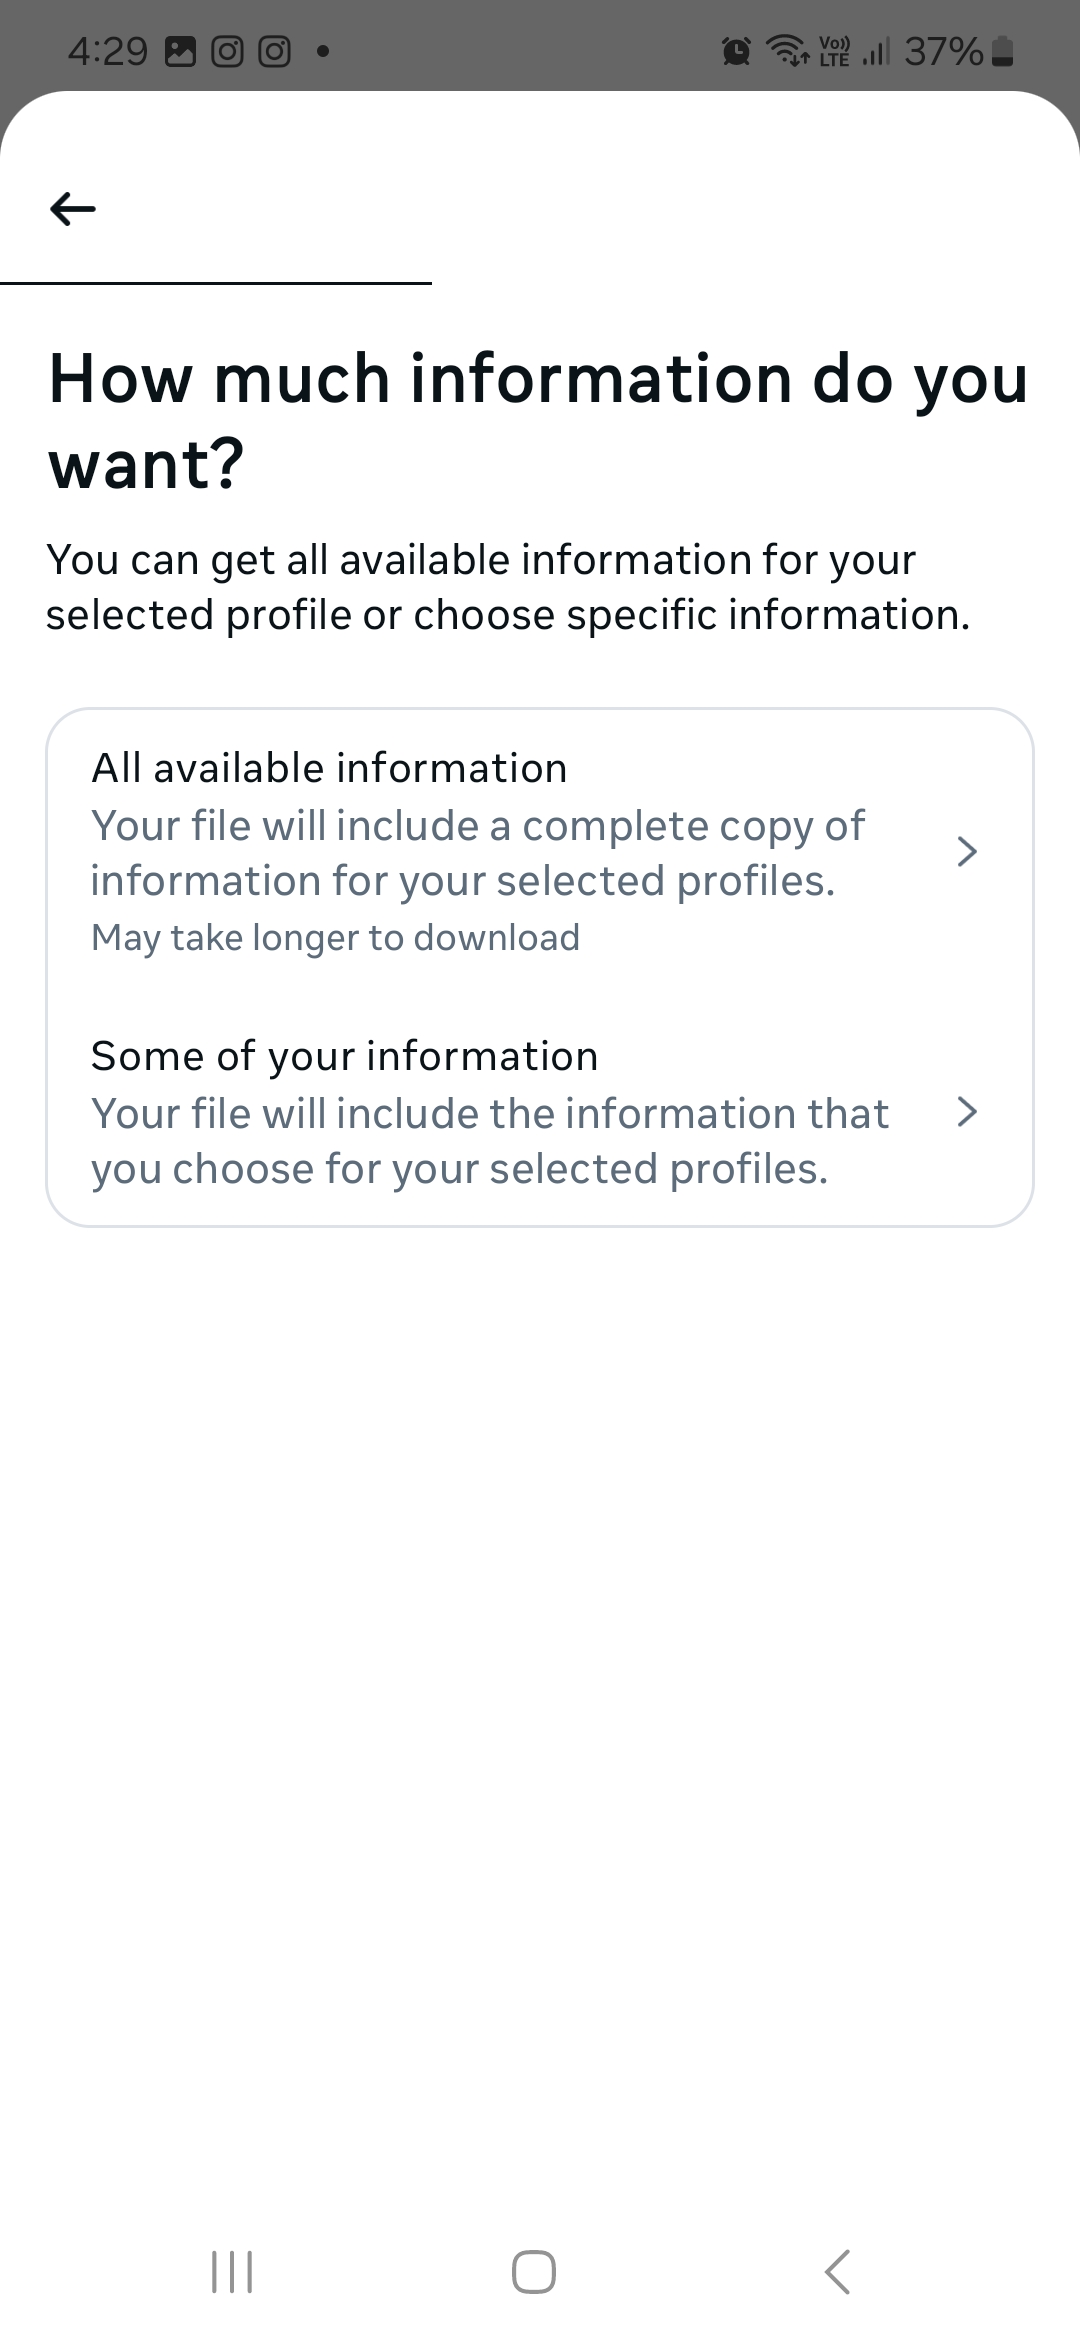 4:29
Vo)) LTE 37%
How much information do you
want?
You can get all available information for your
selected profile or choose specific information.
All available information
Your file will include a complete copy of
information for your selected profiles.
May take longer to download
Some of your information
Your file will include the information that
you choose for your selected profiles.